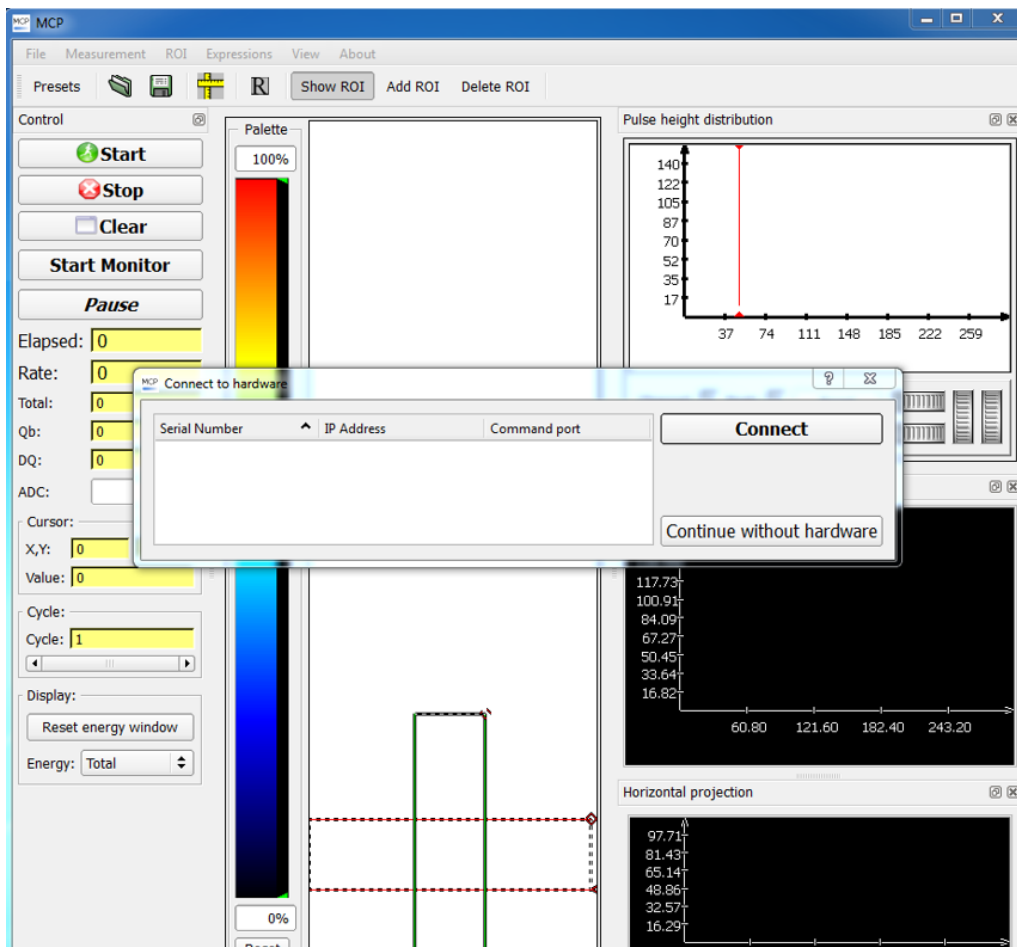 MCP MCP
File Measurement ROI Expressions View About
Presets R Show ROI Add ROI Delete ROI
Control
Start
Stop
Clear
Start Monitor
Pause
Elapsed: 0
Rate: 0
Total: 0
Qb: 0
DQ: 0
ADC:
Cursor:
X,Y: 0
Value: 0
Cycle:
Cycle: 1
Display:
Reset energy window
Energy: Total
Palette
100%
0%
Reset
MCP Connect to hardware
Serial Number IP Address Command port
Connect
Continue without hardware
Pulse height distribution
140
122
105
87
70
52
35
17
37 74 111 148 185 222 259
117.73
100.91
84.09
67.27
50.45
33.64
16.82
60.80 121.60 182.40 243.20
Horizontal projection
97.71
81.43
65.14
48.86
32.57
16.29